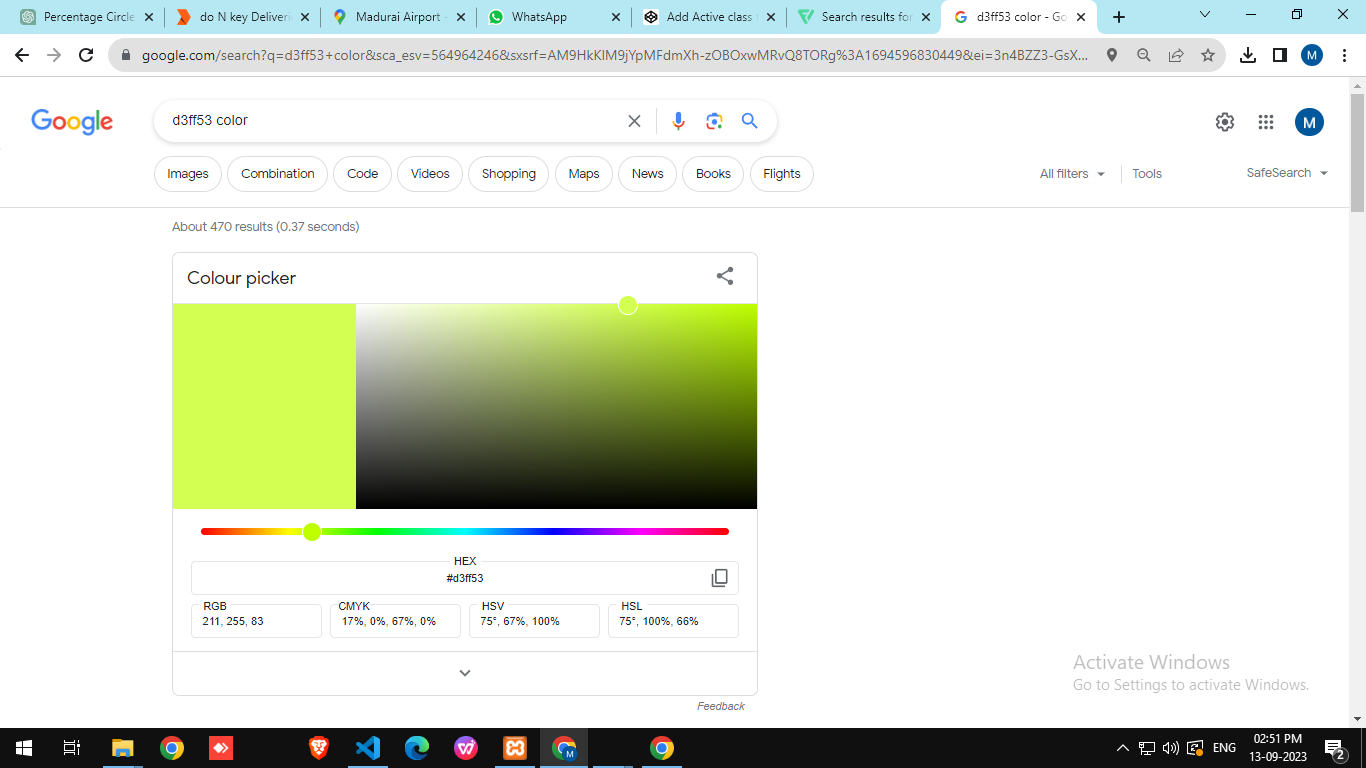 Percentage Circle
do N key Deliveri
Madurai Airport -
WhatsApp
Add Active class t
Search results for
d3ff53 color - Go
google.com/search?q=d3ff53+color&sca_esv=564964246&sxsrf=AM9HkKlM9jYpMFdmXh-zOBOxwMRvQ8TORg%3A1694596830449&ei=3n4BZZ3-GsX...
M
Google
d3ff53 color
M
Images
Combination
Code
Videos
Shopping
Maps
News
Books
Flights
All filters
Tools
SafeSearch
About 470 results (0.37 seconds)
Colour picker
HEX
#d3ff53
RGB
211, 255, 83
CMYK
17%, 0%, 67%, 0%
HSV
75°, 67%, 100%
HSL
75°, 100%, 66%
Feedback
Activate Windows
Go to Settings to activate Windows.
M
ENG
02:51 PM
13-09-2023
2